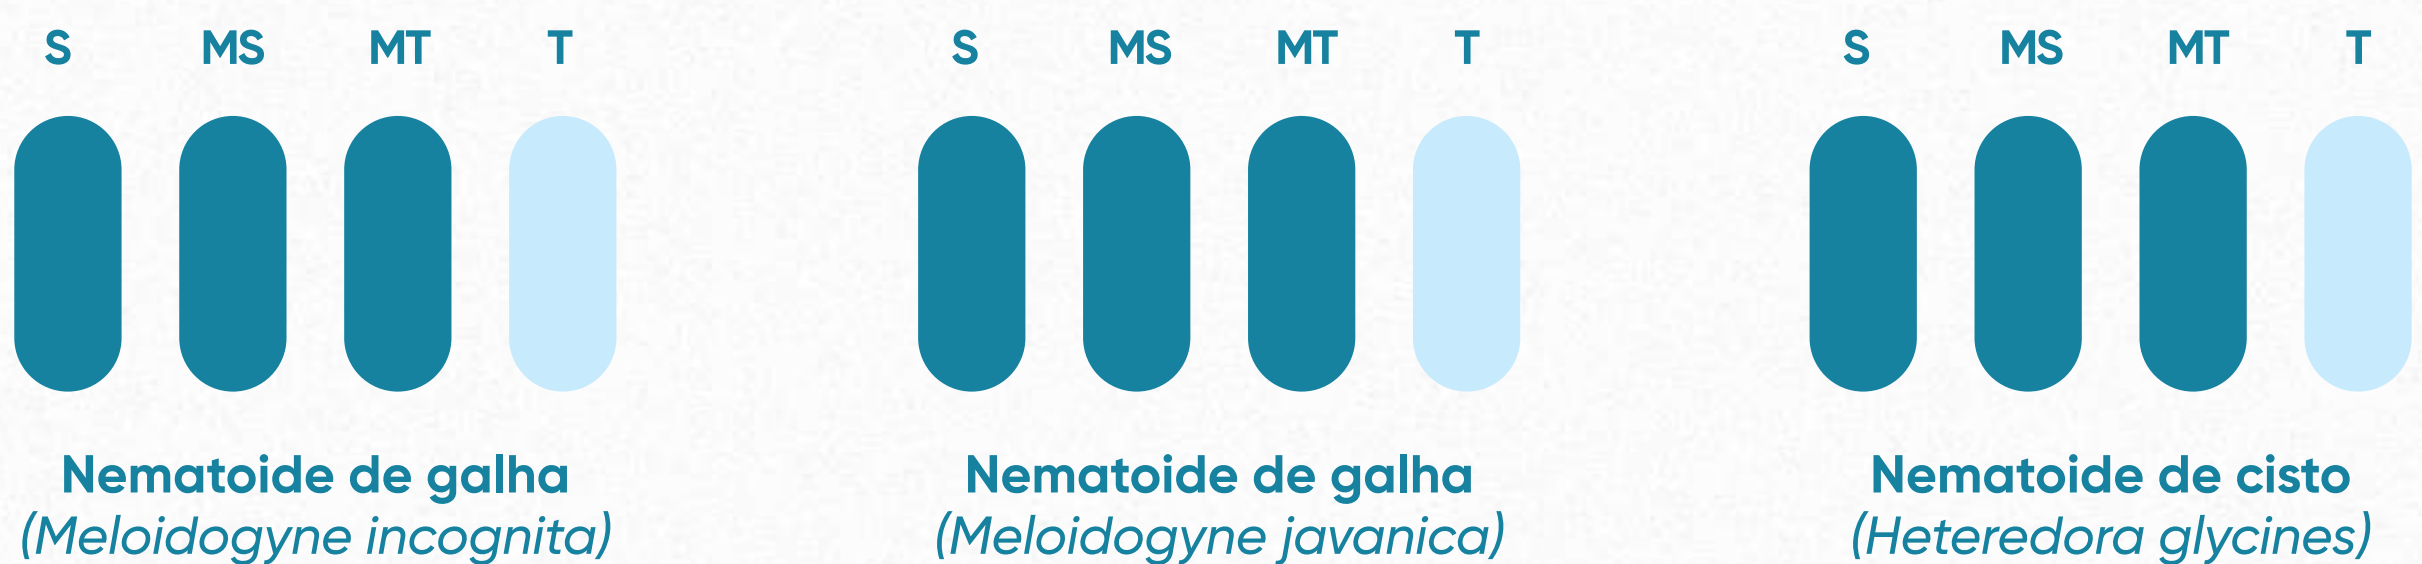 S MS MT T
Nematoide de galha
(Meloidogyne incognita)
S MS MT T
Nematoide de galha
(Meloidogyne javanica)
S MS MT T
Nematoide de cisto
(Heteredora glycines)